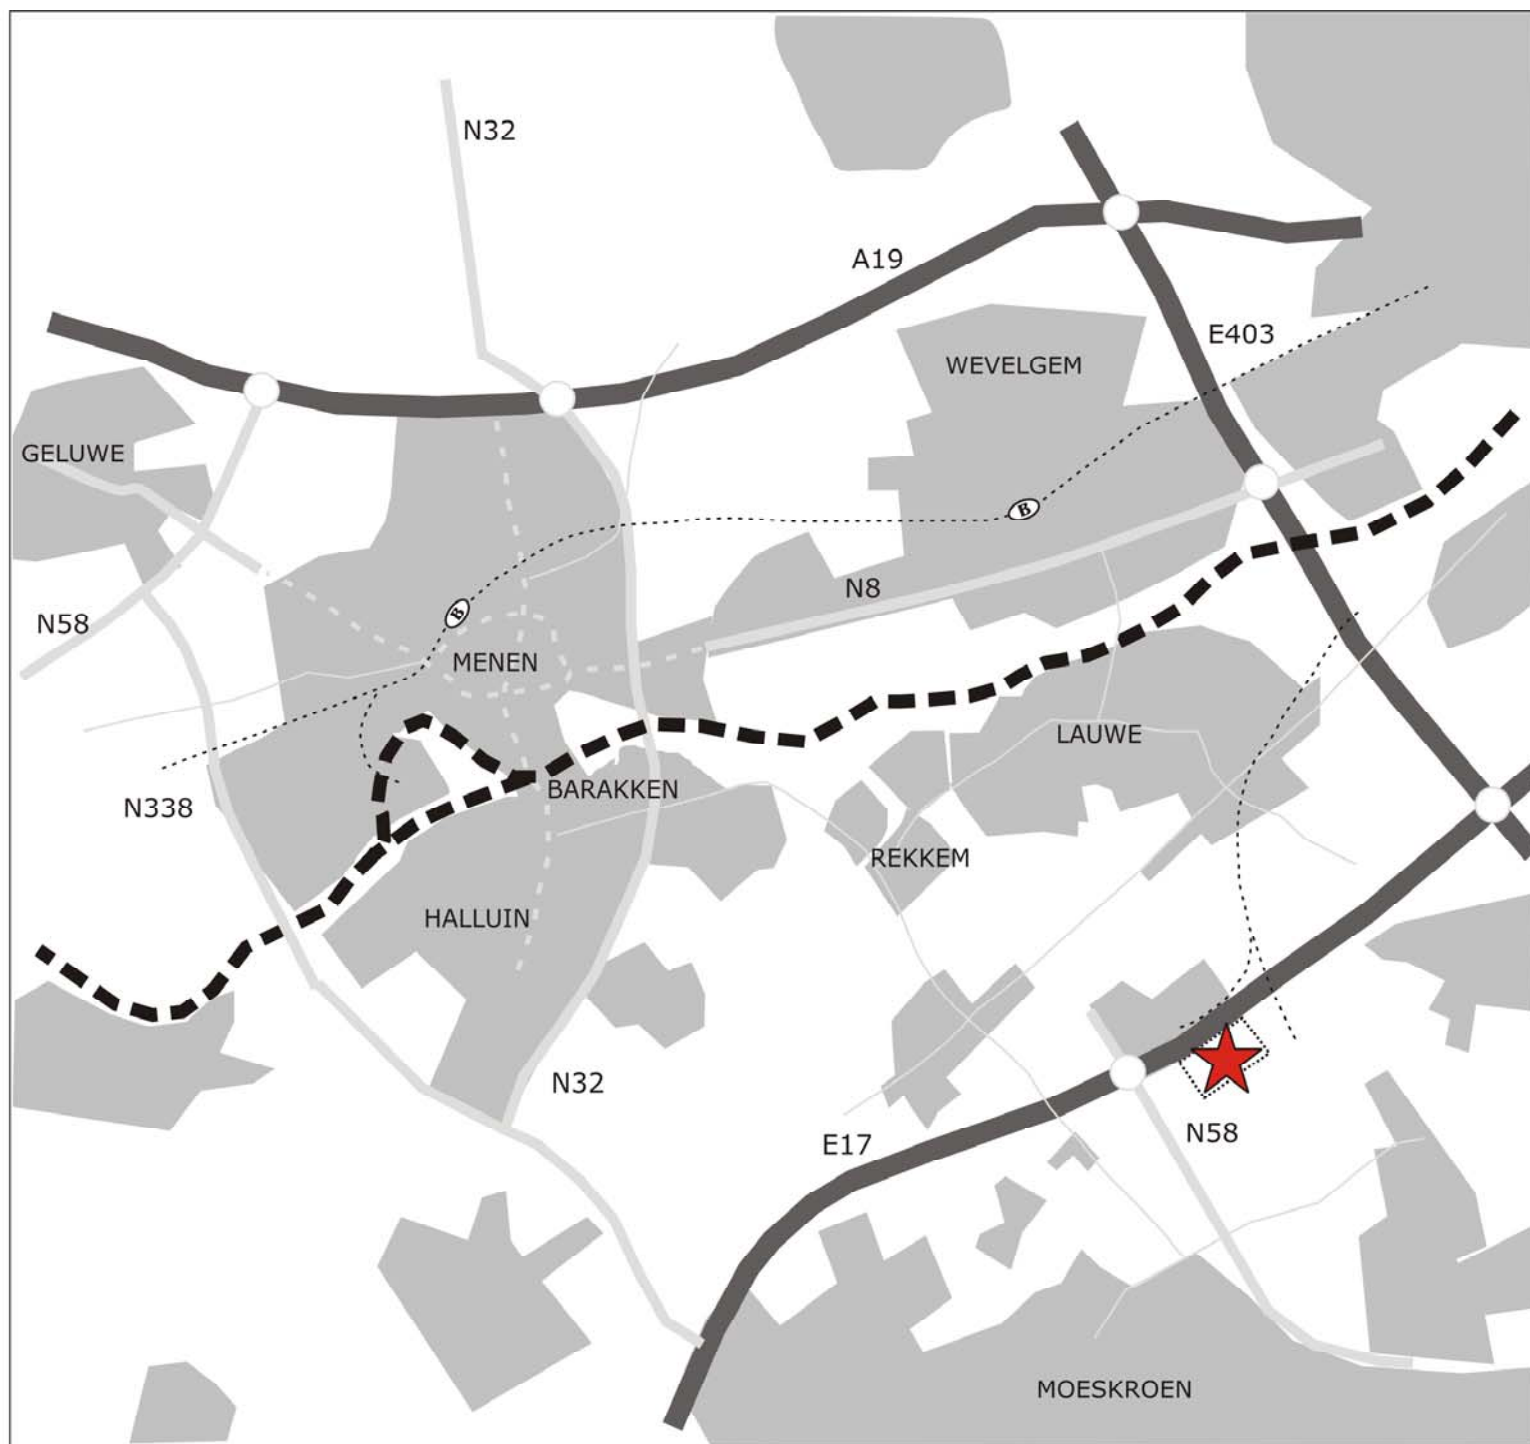 N32
A19
E403
WEVELGEM
GELUWE
B
N8
B
N58
MENEN
LAUWE
BARAKKEN
N338
REKKEM
HALLUIN
N32
N58
E17
MOESKROEN